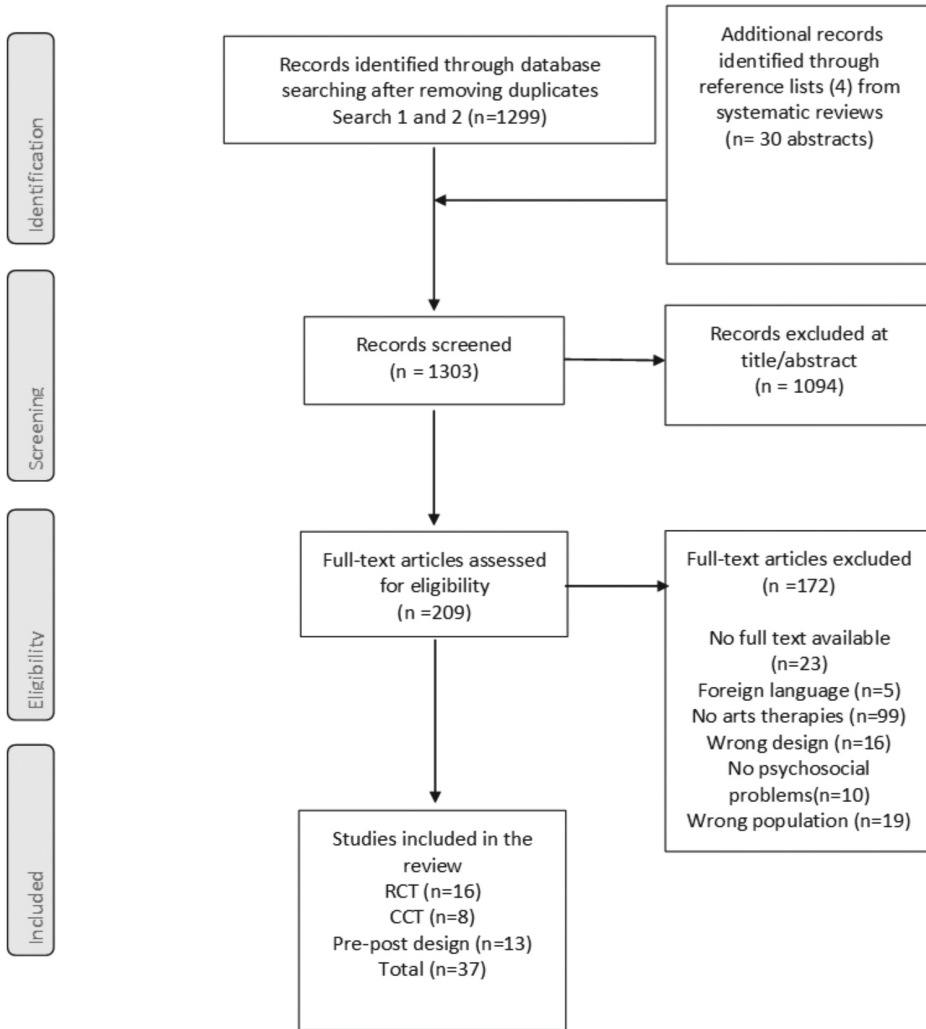 Identification
Records identified through database
searching after removing duplicates
Search 1 and 2 (n=1299)
Additional records
identified through
reference lists (4) from
systematic reviews
(n= 30 abstracts)
Screening
Records screened
(n = 1303)
Records excluded at
title/abstract
(n = 1094)
Eligibility
Full-text articles assessed
for eligibility
(n =209)
Full-text articles excluded
(n =172)
No full text available
(n=23)
Foreign language (n=5)
No arts therapies (n=99)
Wrong design (n=16)
No psychosocial
problems(n=10)
Wrong population (n=19)
Included
Studies included in the
review
RCT (n=16)
CCT (n=8)
Pre-post design (n=13)
Total (n=37)